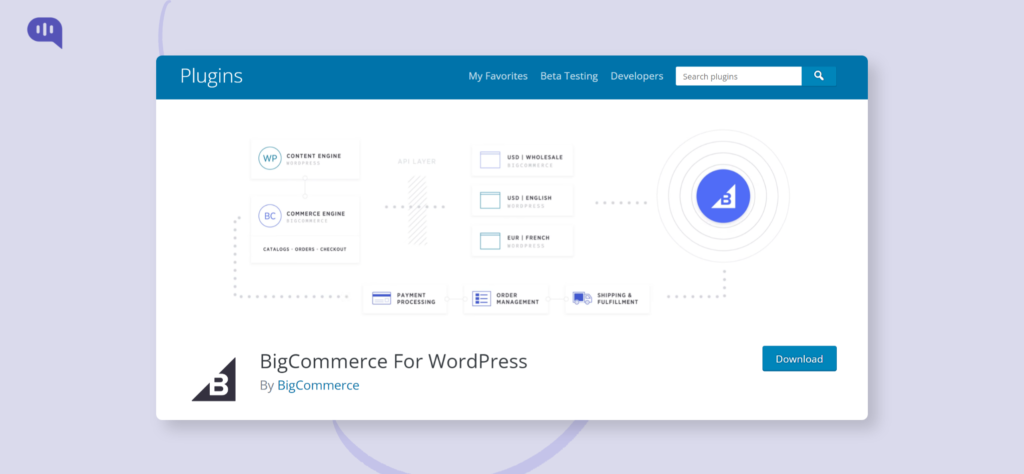 Plugins
My Favorites
Beta Testing
Developers
Search plugins
WP
CONTENT ENGINE
WORDPRESS
BC
COMMERCE ENGINE
BIGCOMMERCE
CATALOGS · ORDERS · CHECKOUT
API LAYER
USD | WHOLESALE
BIGCOMMERCE
USD | ENGLISH
WORDPRESS
EUR | FRENCH
WORDPRESS
B
PAYMENT
PROCESSING
ORDER
MANAGEMENT
SHIPPING &
FULFILLMENT
B
BigCommerce For WordPress
By BigCommerce
Download